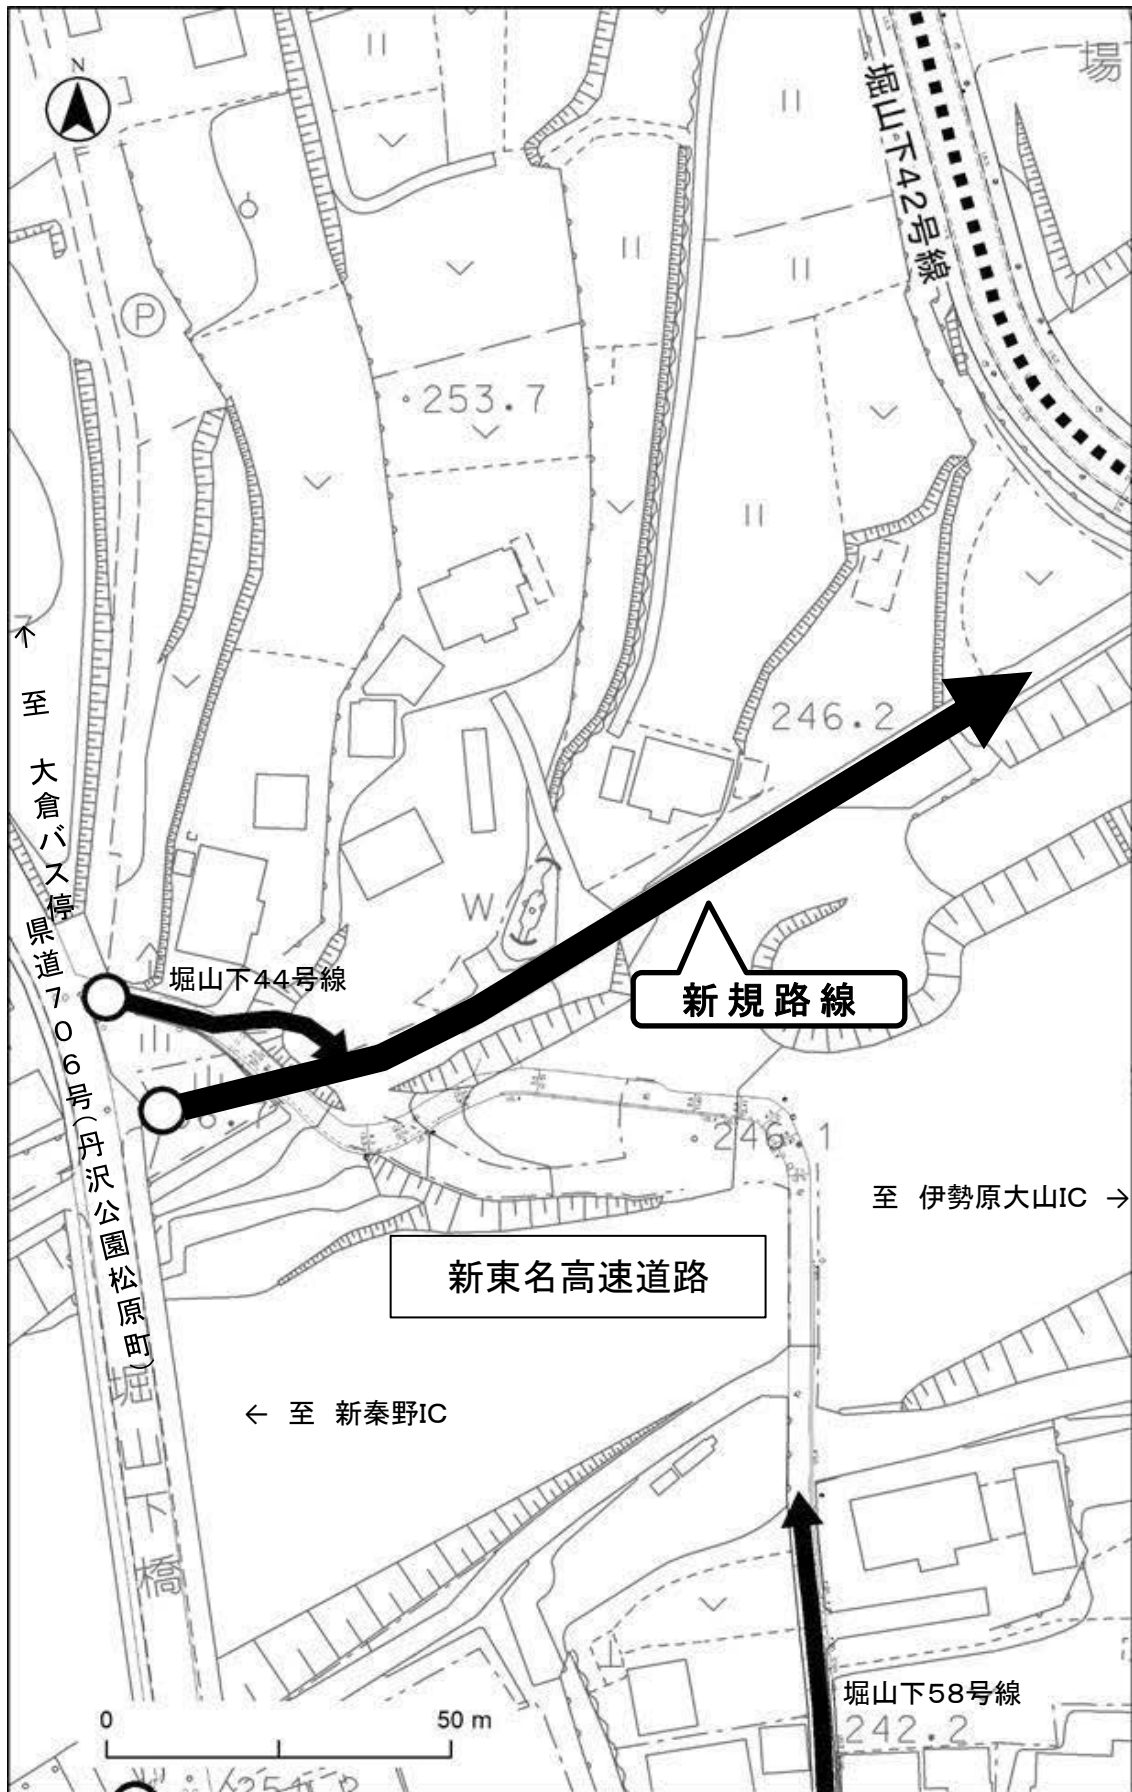 場
N
堀山下42号線
P
253.7
246.2
至 大倉バス停
W
県道706号(丹沢公園松原町)
堀山下44号線
新規路線
246.1
至 伊勢原大山IC →
新東名高速道路
← 至 新秦野IC
堀山下橋
堀山下58号線
242.2
0 50 m